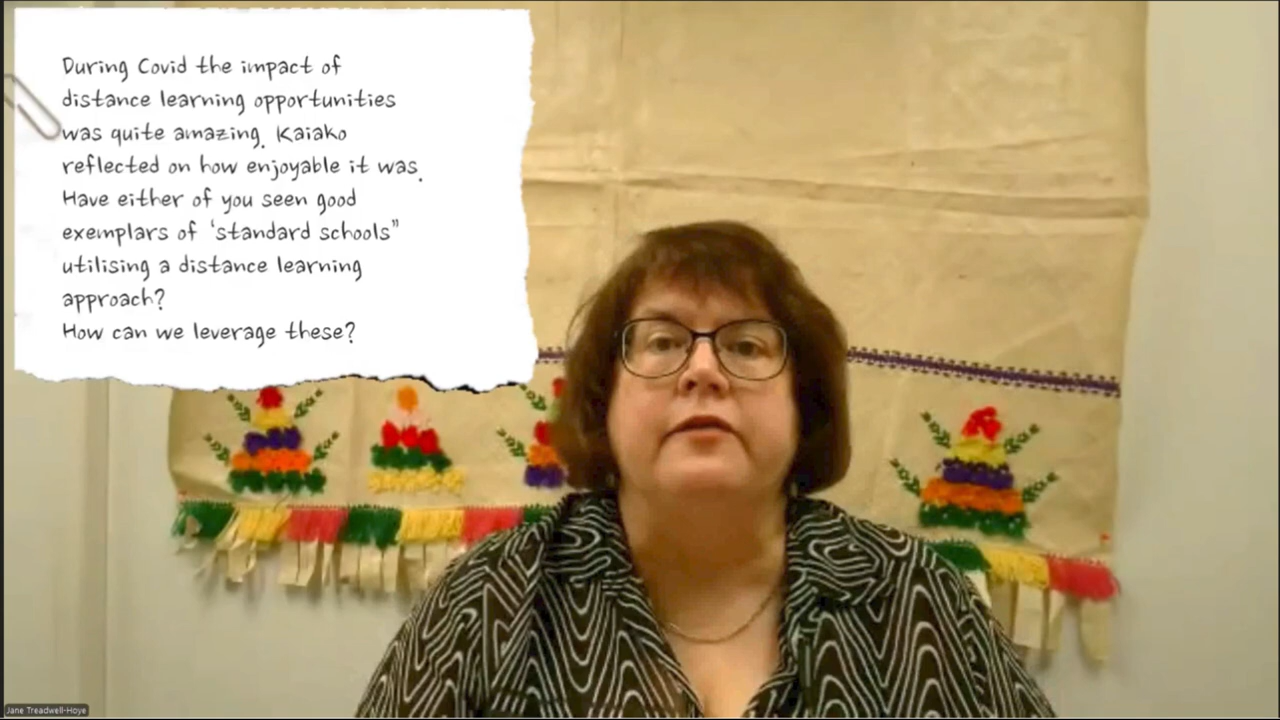 During Covid the impact of
distance learning opportunities
was quite amazing. Kaiako
reflected on how enjoyable it was.
Have either of you seen good
exemplars of 'standard schools"
utilising a distance learning
approach?
How can we leverage these?
Jane Treadwell-Hoye